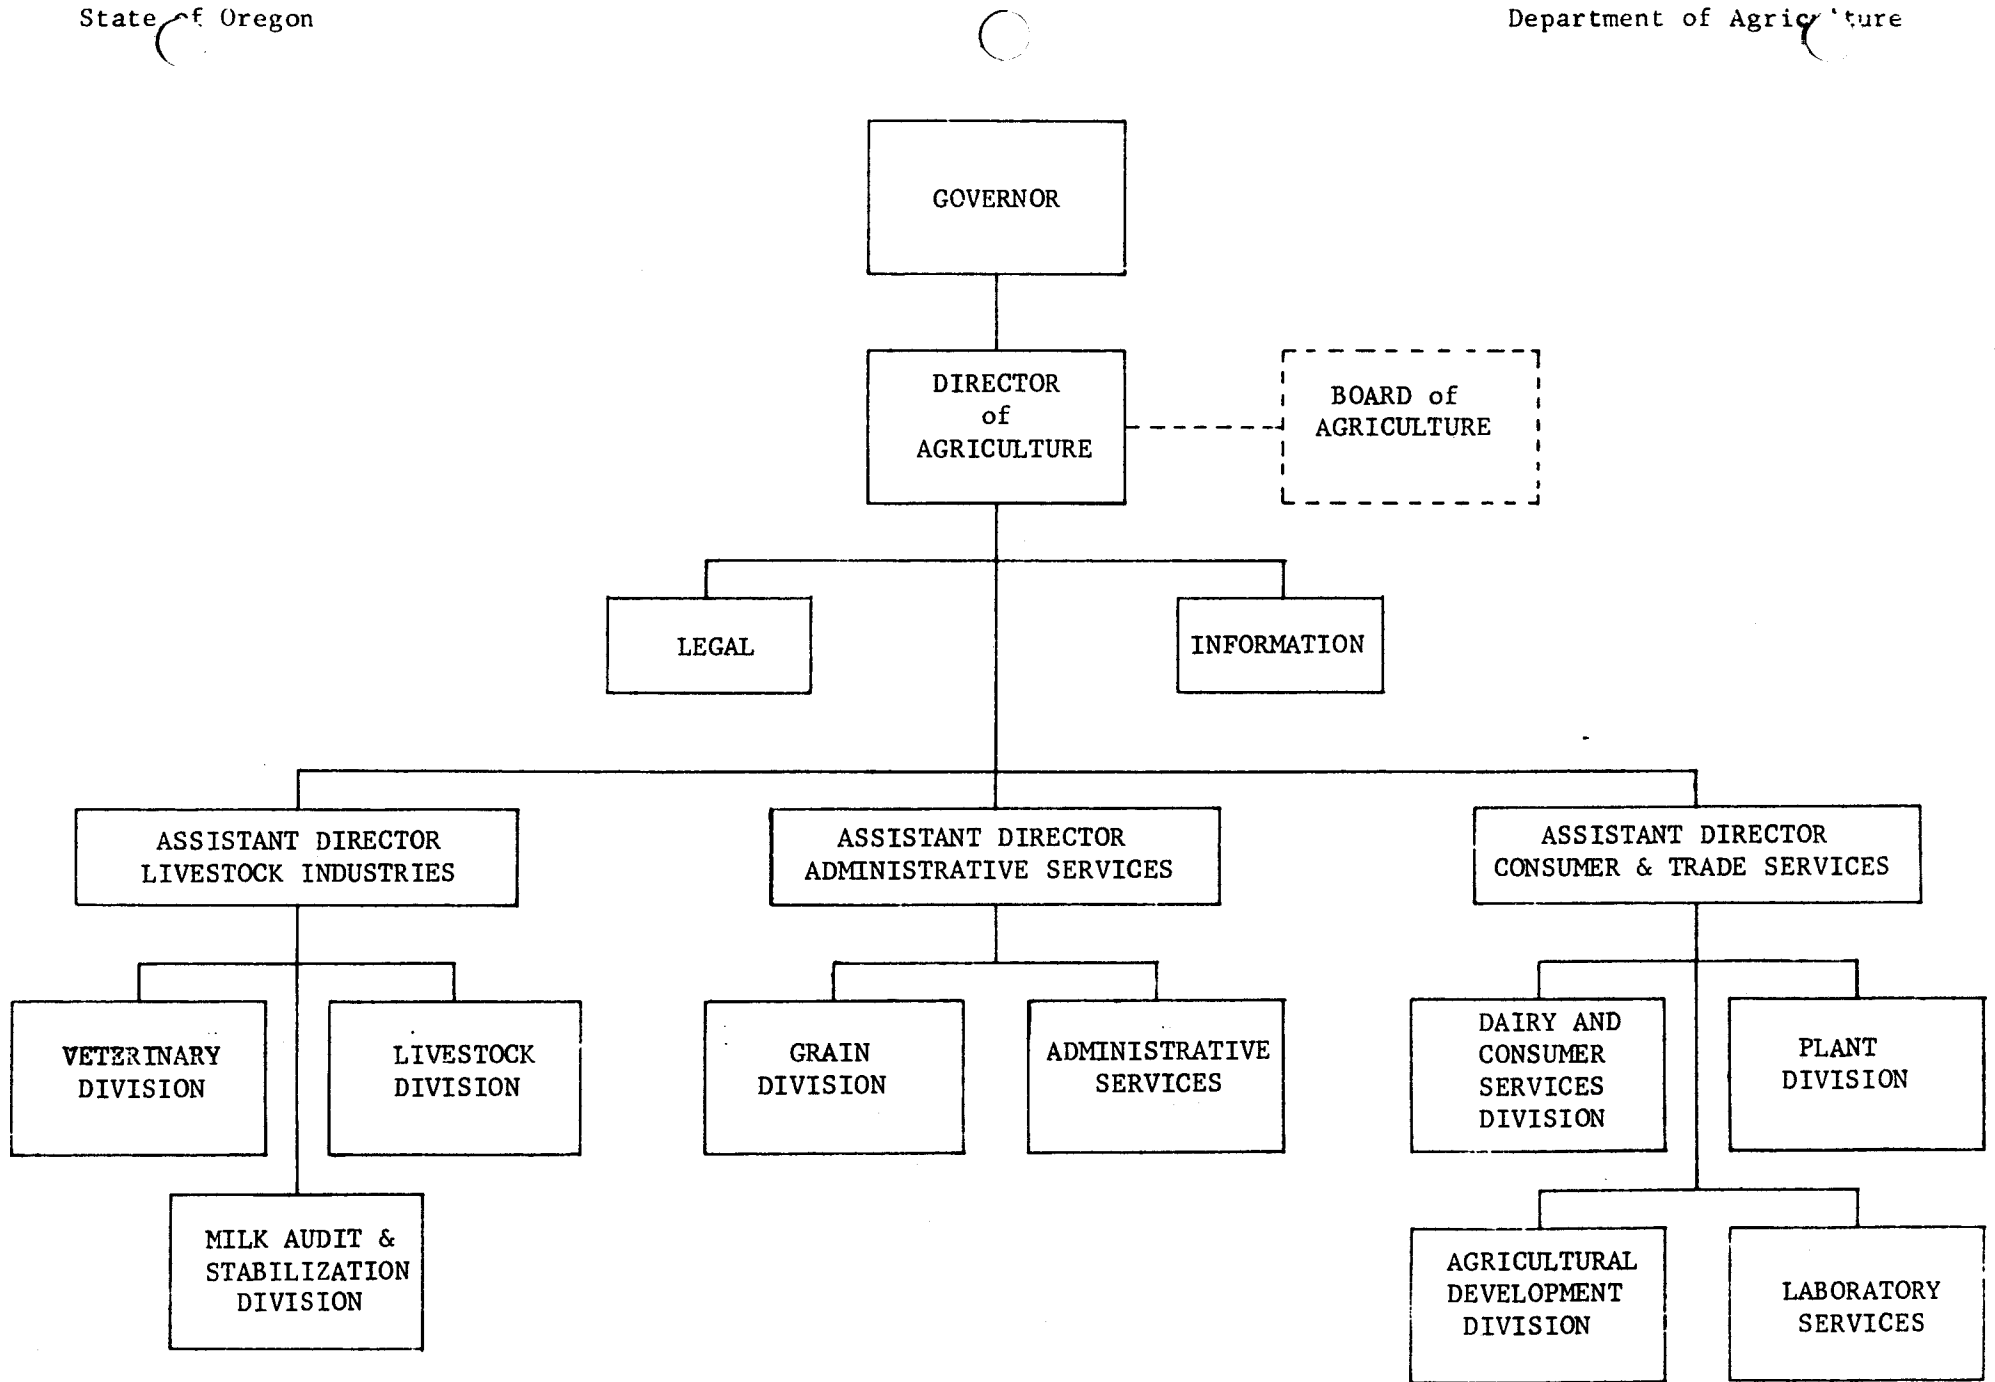 State of Oregon
Department of Agriculture
GOVERNOR
DIRECTOR
of
AGRICULTURE
BOARD of
AGRICULTURE
LEGAL
INFORMATION
ASSISTANT DIRECTOR
LIVESTOCK INDUSTRIES
ASSISTANT DIRECTOR
ADMINISTRATIVE SERVICES
ASSISTANT DIRECTOR
CONSUMER & TRADE SERVICES
VETERINARY
DIVISION
LIVESTOCK
DIVISION
GRAIN
DIVISION
ADMINISTRATIVE
SERVICES
DAIRY AND
CONSUMER
SERVICES
DIVISION
PLANT
DIVISION
MILK AUDIT &
STABILIZATION
DIVISION
AGRICULTURAL
DEVELOPMENT
DIVISION
LABORATORY
SERVICES